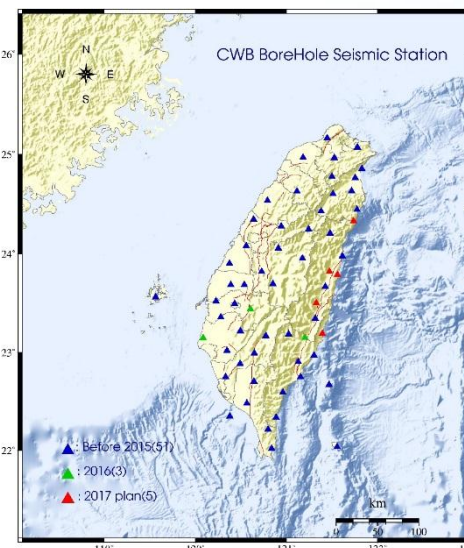 CWB BoreHole Seismic Station
N
W E
S
26°
25°
24°
23°
22°
: Before 2015(51)
: 2016(3)
: 2017 plan(5)
km
0 50 100